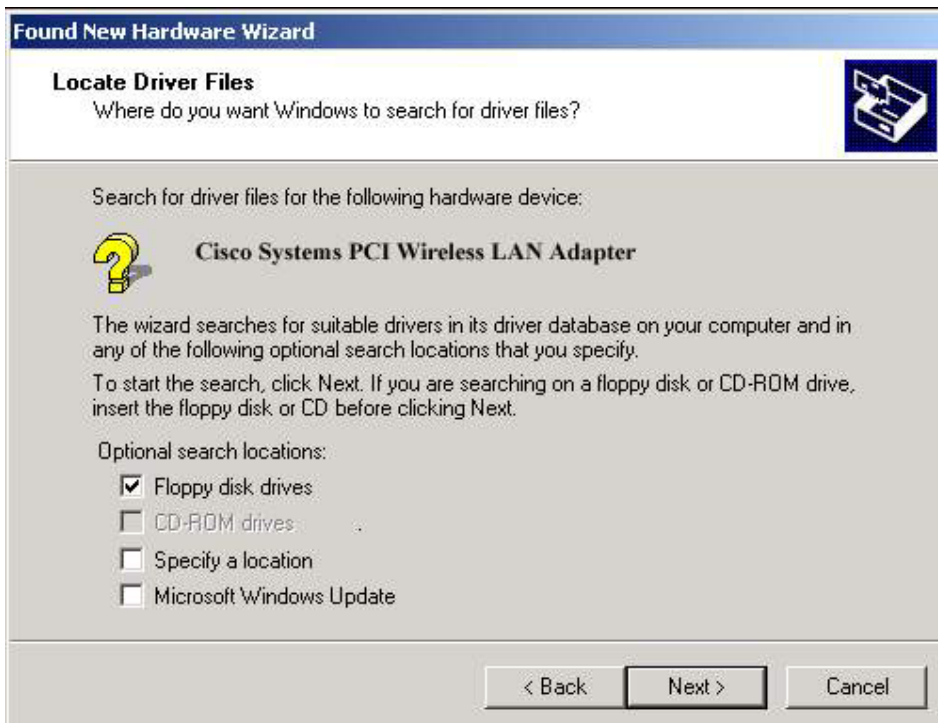 Found New Hardware Wizard
Locate Driver Files
Where do you want Windows to search for driver files?
Search for driver files for the following hardware device:
Cisco Systems PCI Wireless LAN Adapter
The wizard searches for suitable drivers in its driver database on your computer and in
any of the following optional search locations that you specify.
To start the search, click Next. If you are searching on a floppy disk or CD-ROM drive,
insert the floppy disk or CD before clicking Next.
Optional search locations:
Floppy disk drives
CD-ROM drives
Specify a location
Microsoft Windows Update
< Back Next > Cancel